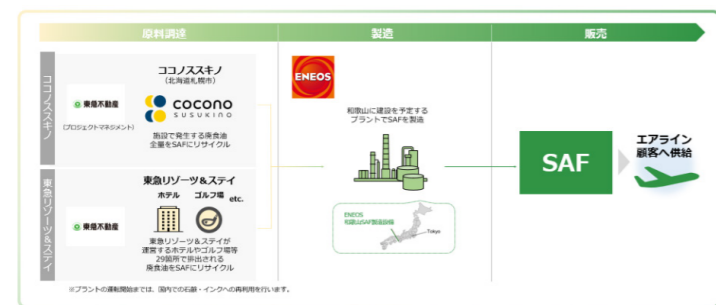 原料調達
製造
販売
ココノススキノ
東急不動産
(プロジェクトマネジメント)
ココノススキノ
(北海道札幌市)
COCONO
SUSUKINO
施設で発生する廃食油
全量をSAFにリサイクル
東急リゾーツ&ステイ
東急不動産
東急リゾーツ&ステイ
ホテル ゴルフ場 etc.
東急リゾーツ&ステイが
運営するホテルやゴルフ場等
29箇所で排出される
廃食油をSAFにリサイクル
ENEOS
和歌山に建設を予定する
プラントでSAFを製造
ENEOS
和歌山SAF製造設備
Tokyo
SAF
エアライン
顧客へ供給
※プラントの運転開始までは、国内での石鹸・インクへの再利用を行います。